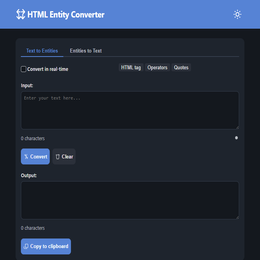 HTML Entity Converter
Text to Entities
Entities to Text
Convert in real-time
HTML tag
Operators
Quotes
Input:
Enter your text here...
0 characters
Convert
Clear
Output:
0 characters
Copy to clipboard